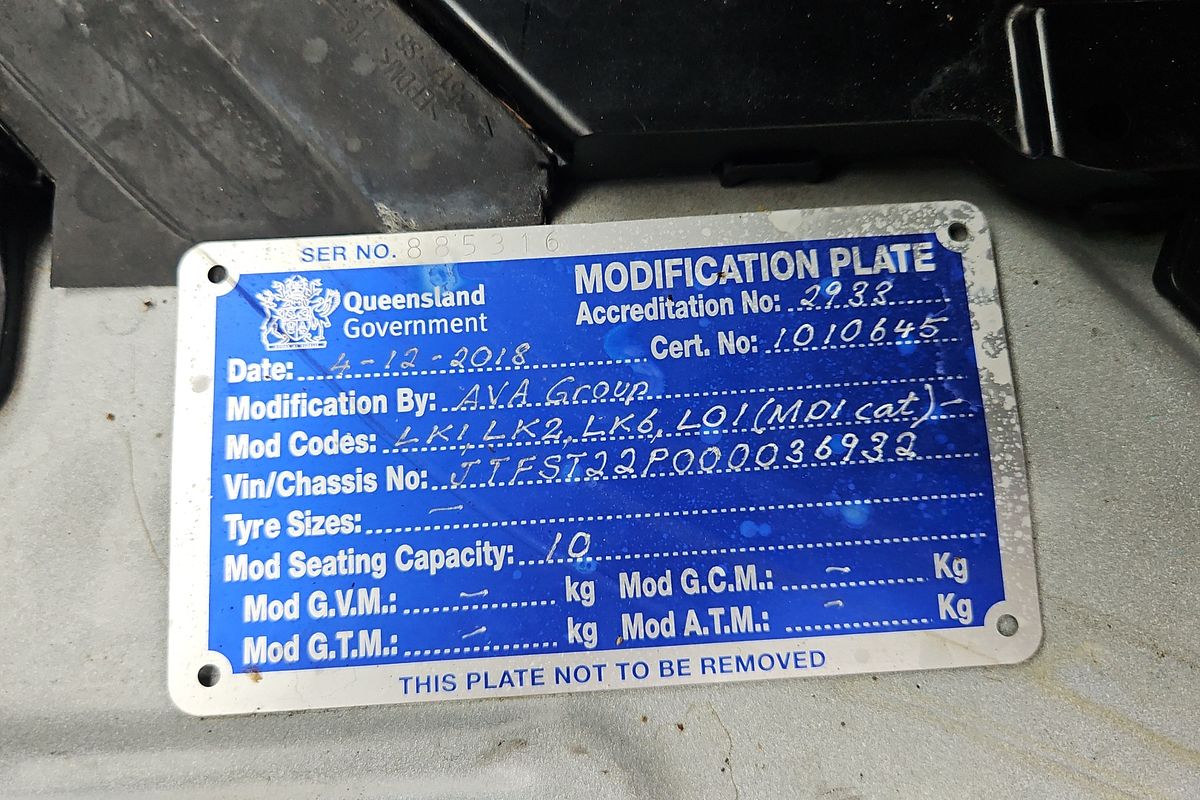 SER NO. 885316
Queensland
Government
MODIFICATION PLATE
Accreditation No: 2933
Date: 4-12-2018 Cert. No: 1010645
Modification By: AVA Group
Mod Codes: LK1, LK2, LK6, LO1 (MD1 cat) -
Vin/Chassis No: JTFST22P000036932
Tyre Sizes: -
Mod Seating Capacity: 10
Mod G.V.M.: - kg Mod G.C.M.: - Kg
Mod G.T.M.: - kg Mod A.T.M.: - Kg
THIS PLATE NOT TO BE REMOVED